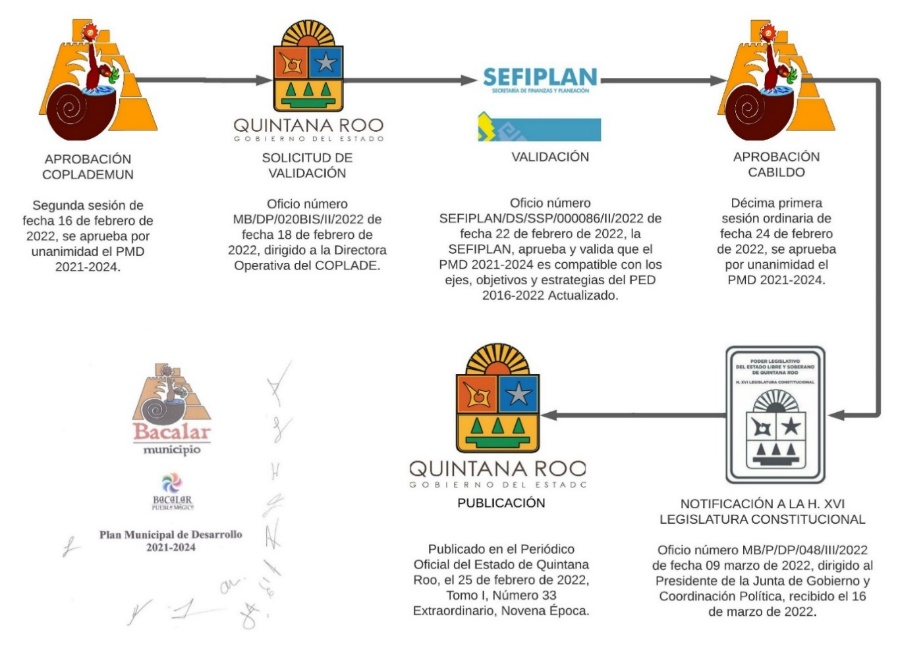 QUINTANA ROO
GOBIERNO DEL ESTADO
SEFIPLAN
SECRETARÍA DE FINANZAS Y PLANEACIÓN
APROBACIÓN
COPLADEMUN
Segunda sesión de
fecha 16 de febrero de
2022, se aprueba por
unanimidad el PMD
2021-2024.
SOLICITUD DE
VALIDACIÓN
Oficio número
MB/DP/020BIS/II/2022 de
fecha 18 de febrero de
2022, dirigido a la Directora
Operativa del COPLADE.
VALIDACIÓN
Oficio número
SEFIPLAN/DS/SSP/000086/II/2022 de
fecha 22 de febrero de 2022, la
SEFIPLAN, aprueba y valida que el
PMD 2021-2024 es compatible con los
ejes, objetivos y estrategias del PED
2016-2022 Actualizado.
APROBACIÓN
CABILDO
Décima primera
sesión ordinaria de
fecha 24 de febrero
de 2022, se aprueba
por unanimidad el
PMD 2021-2024.
PODER LEGISLATIVO
DEL ESTADO LIBRE Y SOBERANO
DE QUINTANA ROO
H. XVI LEGISLATURA CONSTITUCIONAL
NOTIFICACIÓN A LA H. XVI
LEGISLATURA CONSTITUCIONAL
Oficio número MB/P/DP/048/III/2022
de fecha 09 marzo de 2022, dirigido al
Presidente de la Junta de Gobierno y
Coordinación Política, recibido el 16
de marzo de 2022.
QUINTANA ROO
GOBIERNO DEL ESTADO
PUBLICACIÓN
Publicado en el Periódico
Oficial del Estado de Quintana
Roo, el 25 de febrero de 2022,
Tomo I, Número 33
Extraordinario, Novena Época.
Bacalar
municipio
BACALAR
PUEBLO MÁGICO
Plan Municipal de Desarrollo
2021-2024